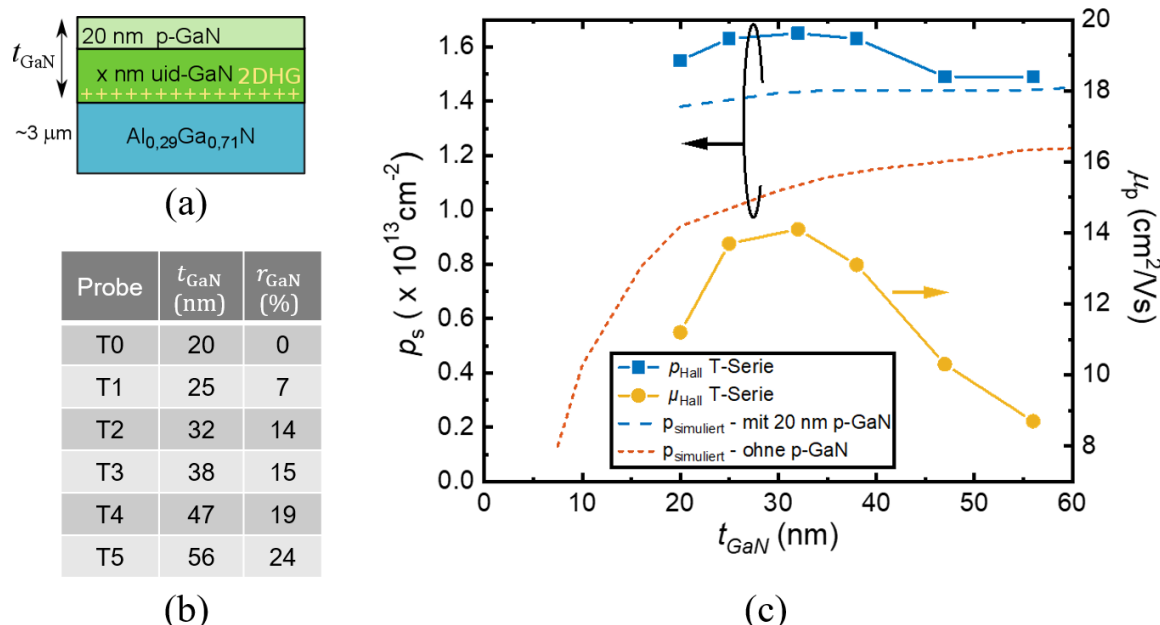 20 nm p-GaN
t_GaN
x nm uid-GaN 2DHG
+ + + + + + + + + + + + + + +
~3 µm
Al0,29Ga0,71N
(a)
Probe t_GaN (nm) r_GaN (%)
T0 20 0
T1 25 7
T2 32 14
T3 38 15
T4 47 19
T5 56 24
(b)
p_s ( x 10^13 cm^-2)
1.6
1.4
1.2
1.0
0.8
0.6
0.4
0.2
0.0
0 10 20 30 40 50 60
t_GaN (nm)
20
18
16
14
12
10
8
µ_p (cm²/Vs)
p_Hall T-Serie
µ_Hall T-Serie
p_simuliert - mit 20 nm p-GaN
p_simuliert - ohne p-GaN
(c)